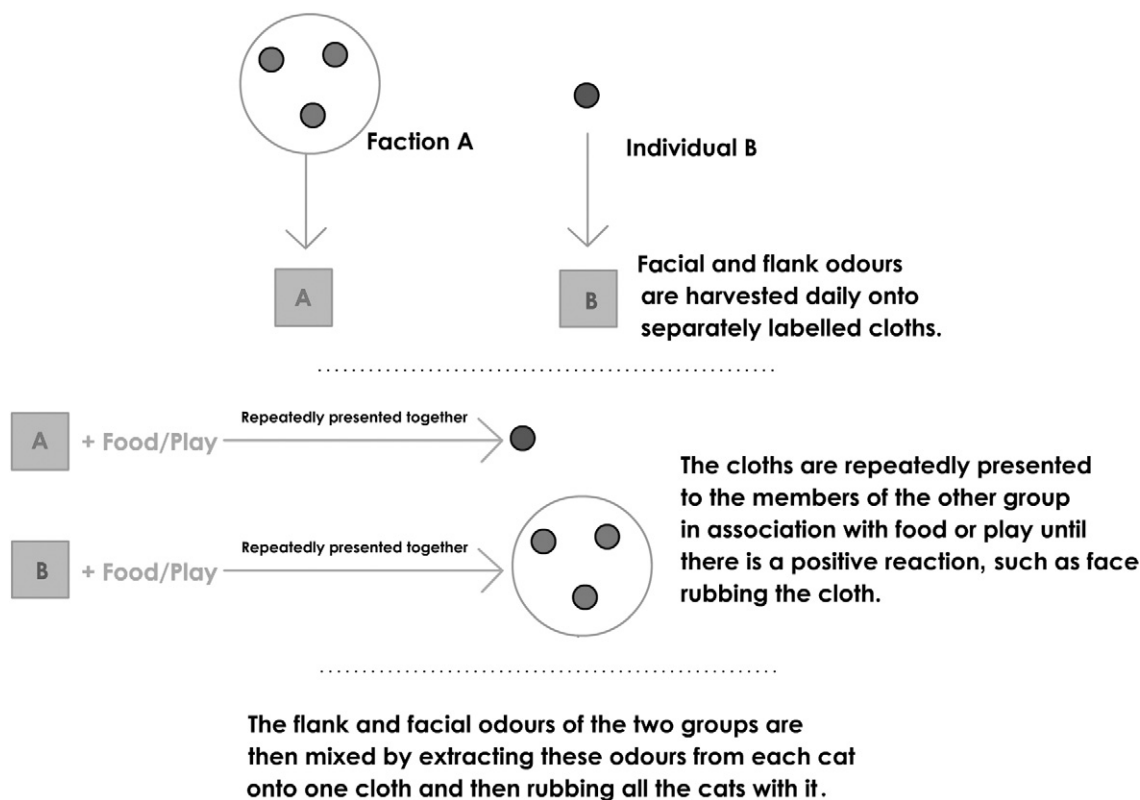 Faction A
Individual B
A
B
Facial and flank odours
are harvested daily onto
separately labelled cloths.
A + Food/Play Repeatedly presented together
B + Food/Play Repeatedly presented together
The cloths are repeatedly presented
to the members of the other group
in association with food or play until
there is a positive reaction, such as face
rubbing the cloth.
The flank and facial odours of the two groups are
then mixed by extracting these odours from each cat
onto one cloth and then rubbing all the cats with it.